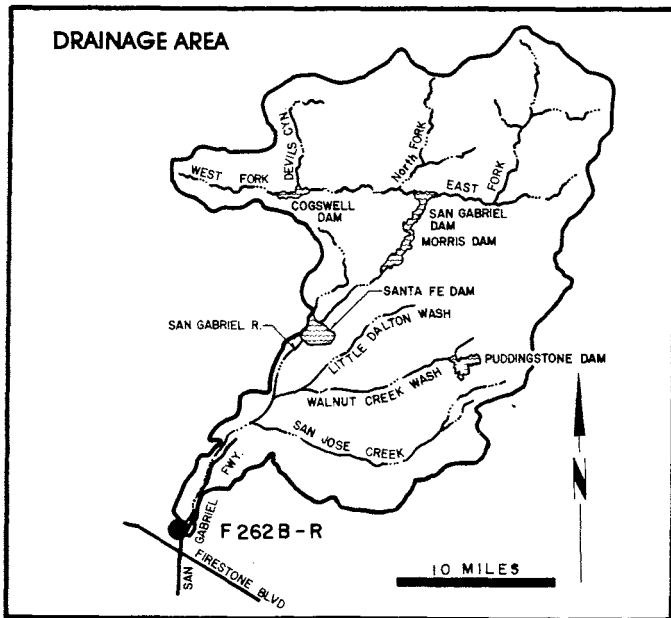 DRAINAGE AREA
DEVILS CYN.
North FORK
WEST FORK
EAST FORK
COGSWELL
DAM
SAN GABRIEL
DAM
MORRIS DAM
SANTA FE DAM
SAN GABRIEL R.
LITTLE DALTON WASH
PUDDINGSTONE DAM
WALNUT CREEK WASH
SAN JOSE CREEK
SAN GABRIEL FWY.
F 262 B - R
FIRESTONE BLVD
N
10 MILES